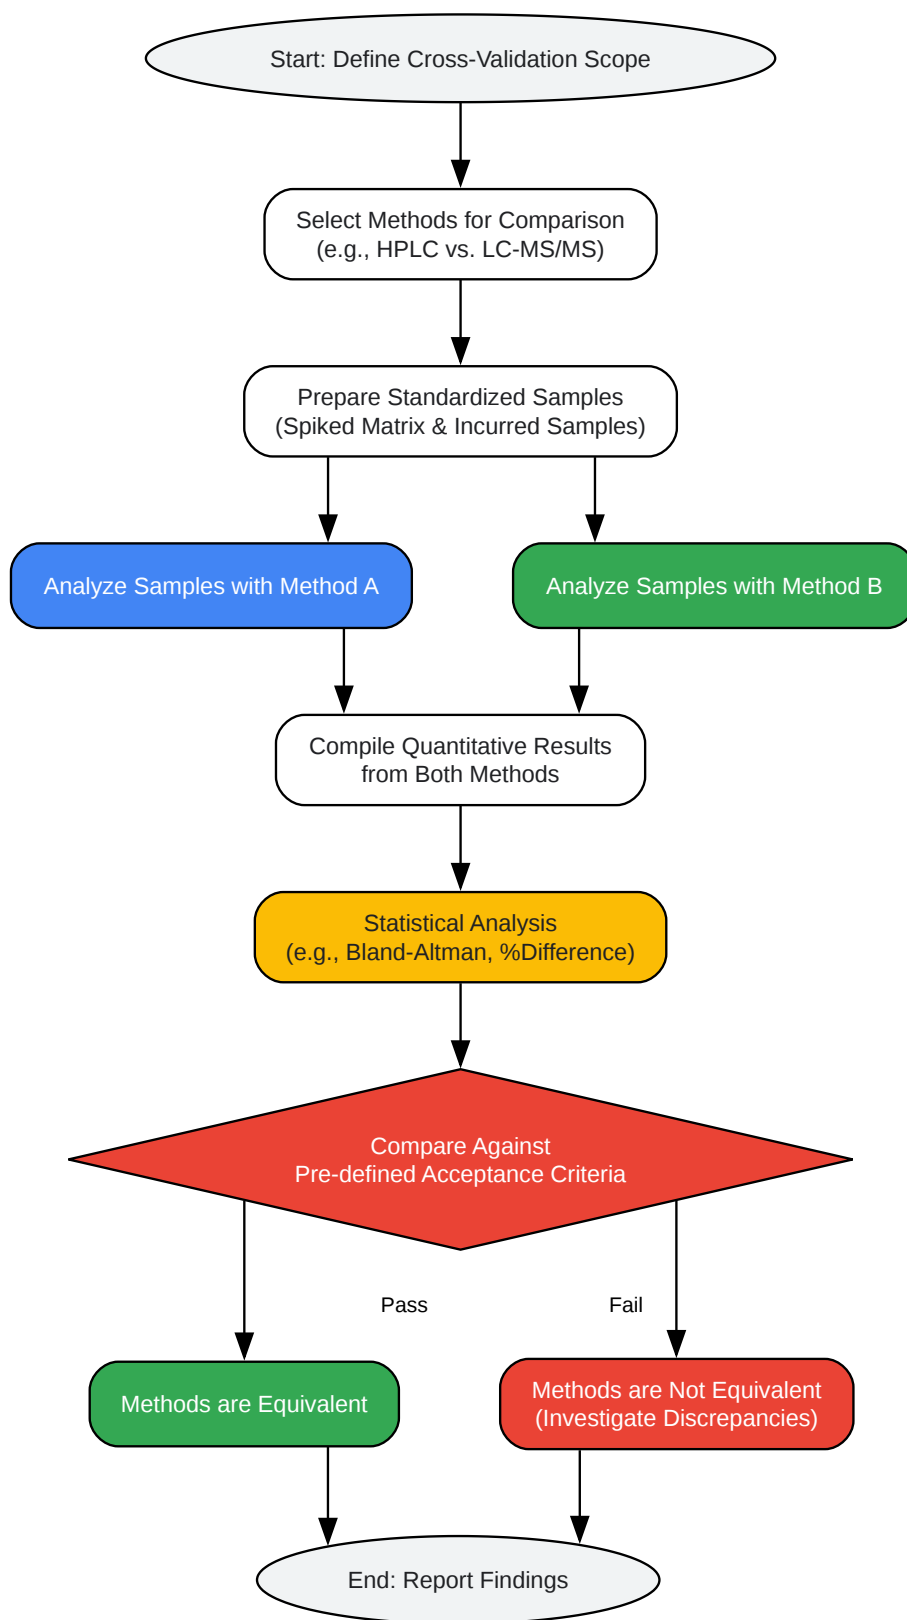 Start: Define Cross-Validation Scope
Select Methods for Comparison
(e.g., HPLC vs. LC-MS/MS)
Prepare Standardized Samples
(Spiked Matrix & Incurred Samples)
Analyze Samples with Method A
Analyze Samples with Method B
Compile Quantitative Results
from Both Methods
Statistical Analysis
(e.g., Bland-Altman, %Difference)
Compare Against
Pre-defined Acceptance Criteria
Pass
Fail
Methods are Equivalent
Methods are Not Equivalent
(Investigate Discrepancies)
End: Report Findings